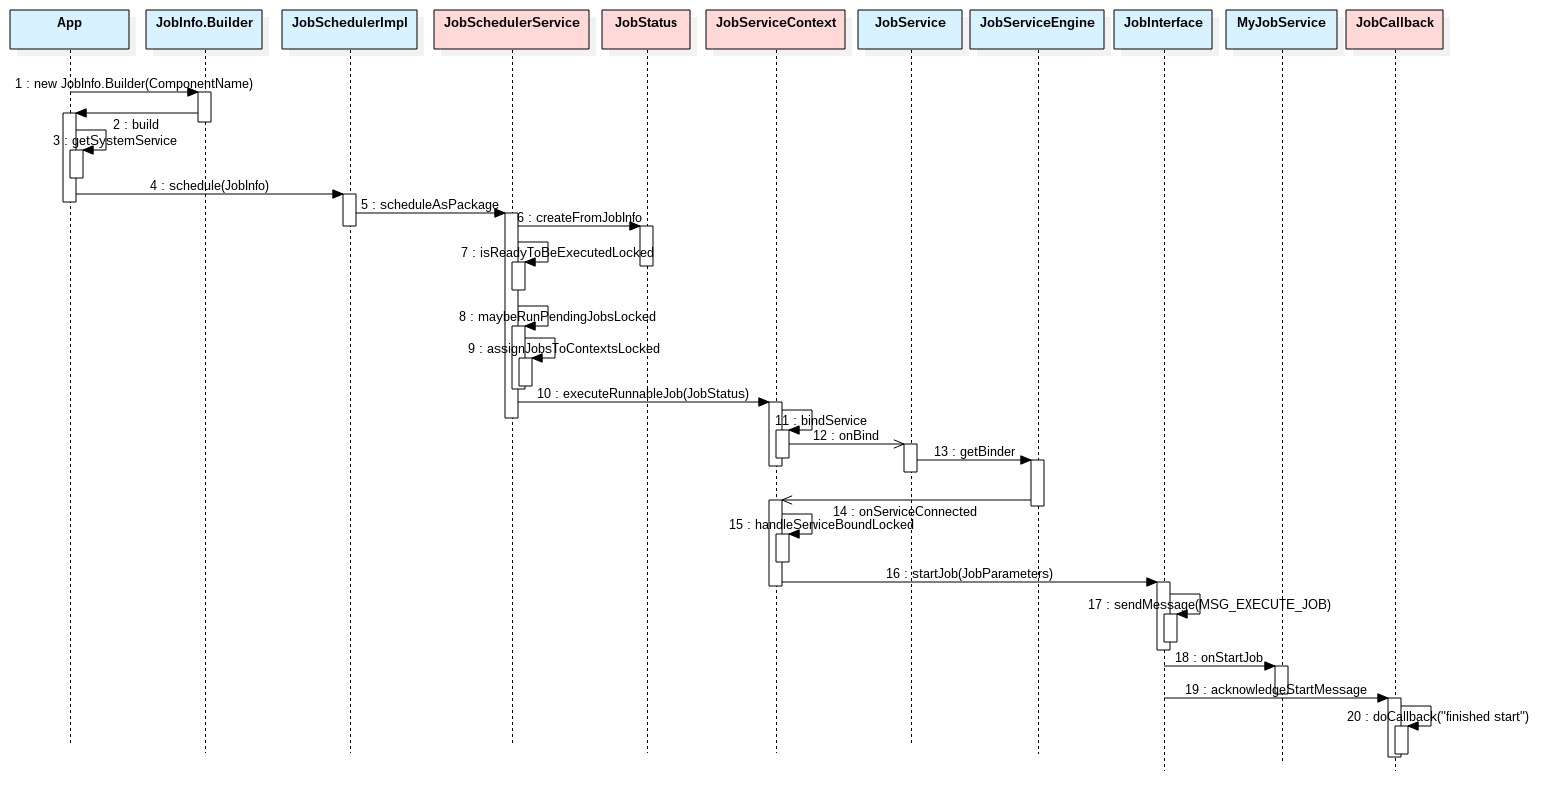 App
JobInfo.Builder
JobSchedulerImpl
JobSchedulerService
JobStatus
JobServiceContext
JobService
JobServiceEngine
JobInterface
MyJobService
JobCallback
1 : new JobInfo.Builder(ComponentName)
2 : build
3 : getSystemService
4 : schedule(JobInfo)
5 : scheduleAsPackage
6 : createFromJobInfo
7 : isReadyToBeExecutedLocked
8 : maybeRunPendingJobsLocked
9 : assignJobsToContextsLocked
10 : executeRunnableJob(JobStatus)
11 : bindService
12 : onBind
13 : getBinder
14 : onServiceConnected
15 : handleServiceBoundLocked
16 : startJob(JobParameters)
17 : sendMessage(MSG_EXECUTE_JOB)
18 : onStartJob
19 : acknowledgeStartMessage
20 : doCallback("finished start")